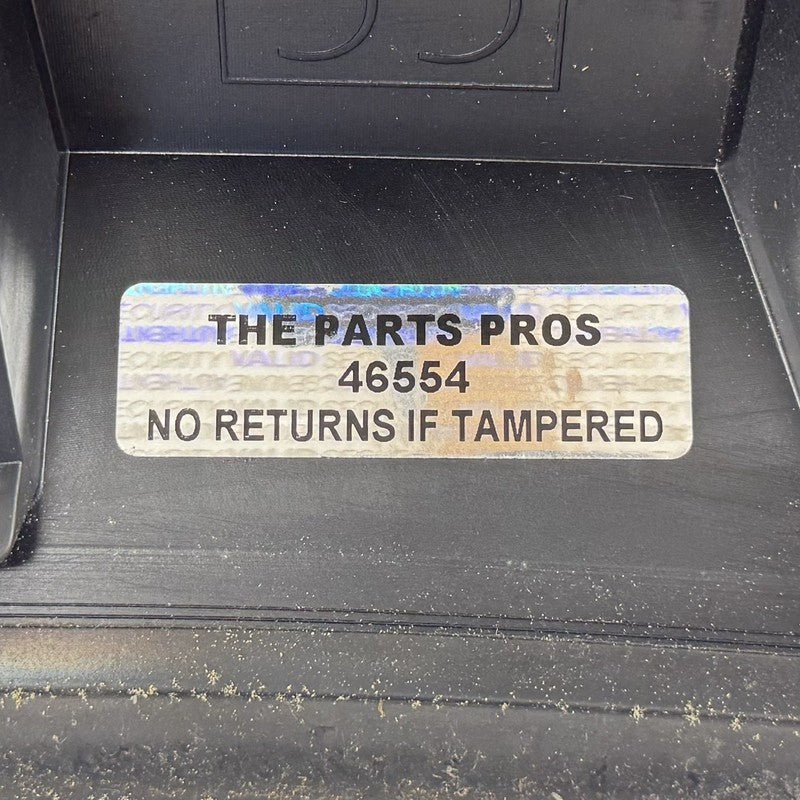 THE PARTS PROS
46554
NO RETURNS IF TAMPERED